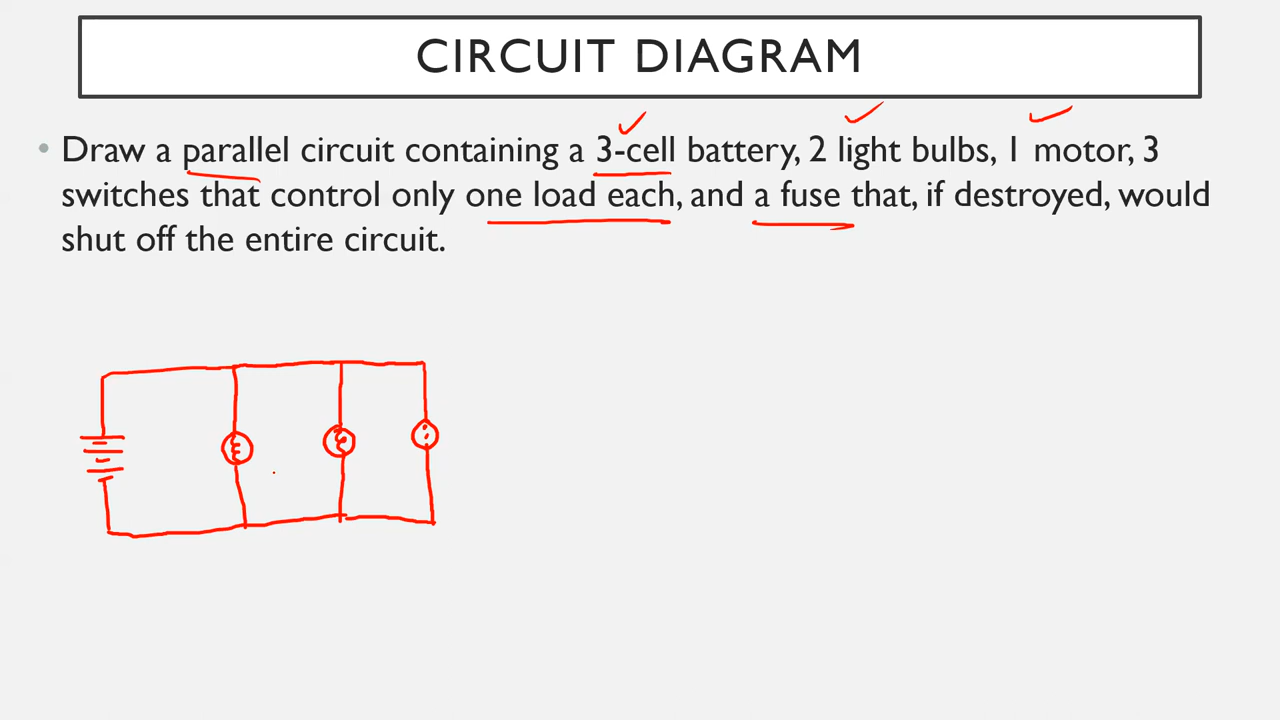 CIRCUIT DIAGRAM
• Draw a parallel circuit containing a 3-cell battery, 2 light bulbs, 1 motor, 3
switches that control only one load each, and a fuse that, if destroyed, would
shut off the entire circuit.